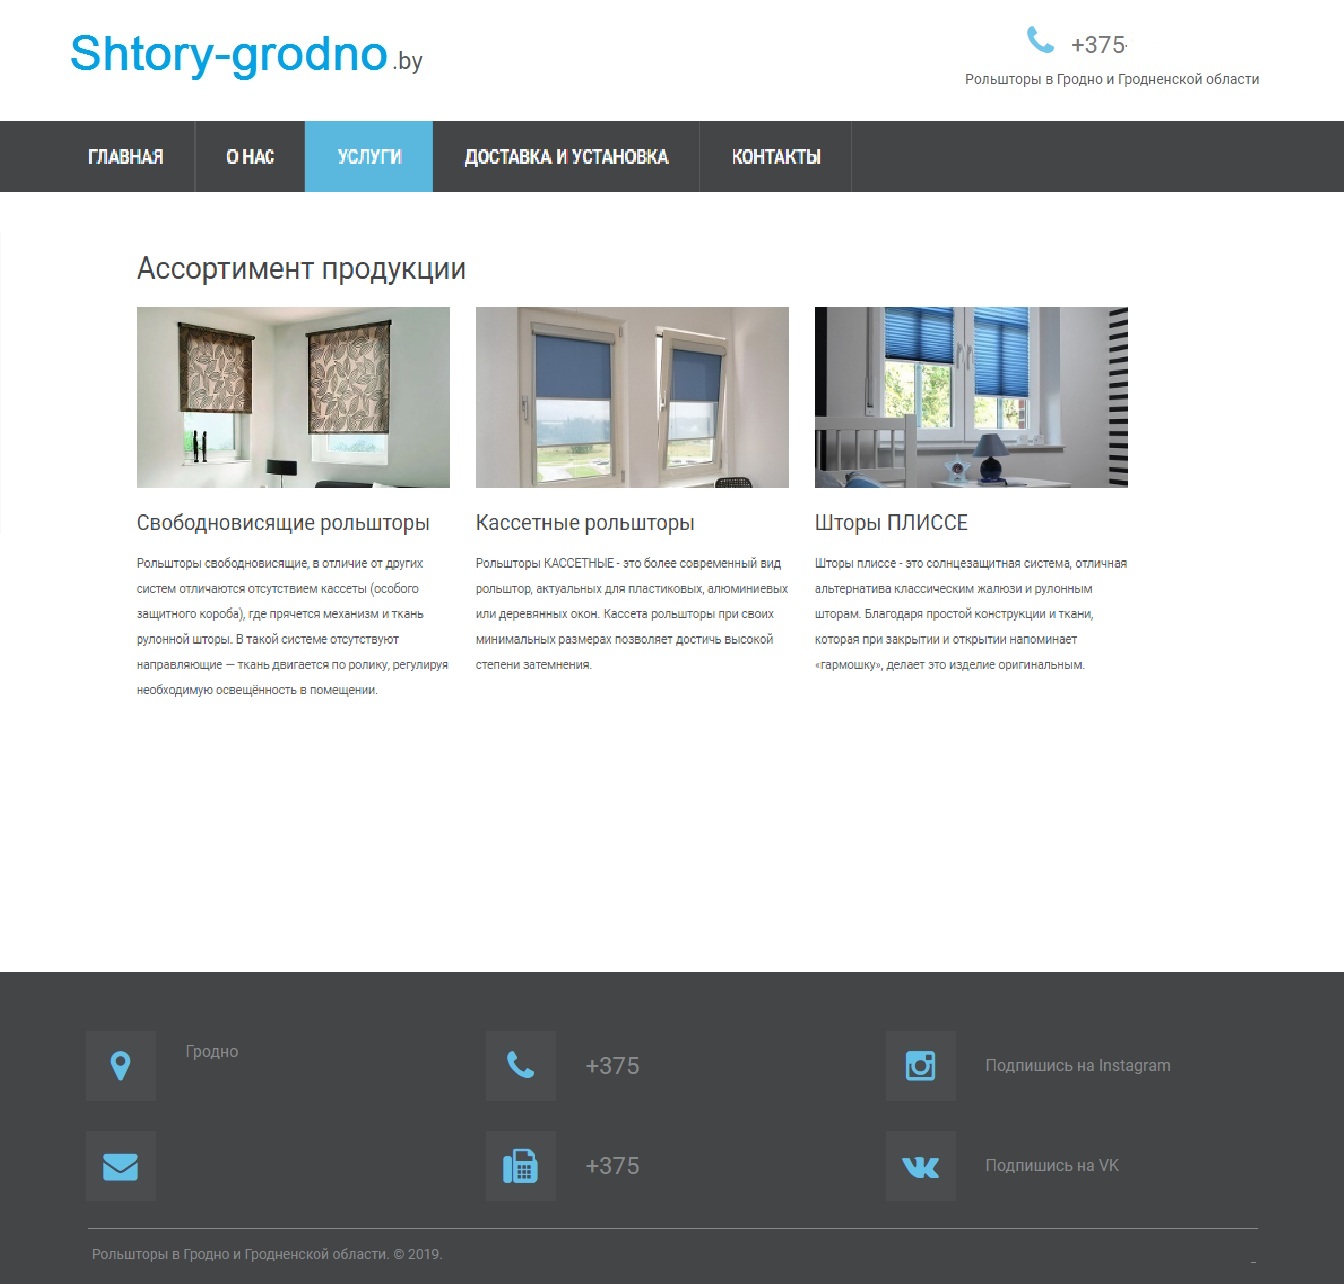 Shtory-grodno .by
+375
Рольшторы в Гродно и Гродненской области
ГЛАВНАЯ
О НАС
УСЛУГИ
ДОСТАВКА И УСТАНОВКА
КОНТАКТЫ
Ассортимент продукции
Свободновисящие рольшторы
Рольшторы свободновисящие, в отличие от других
систем отличаются отсутствием кассеты (особого
защитного короба), где прячется механизм и ткань
рулонной шторы. В такой системе отсутствуют
направляющие — ткань двигается по ролику, регулируя
необходимую освещённость в помещении.
Кассетные рольшторы
Рольшторы КАССЕТНЫЕ - это более современный вид
рольштор, актуальных для пластиковых, алюминиевых
или деревянных окон. Кассета рольшторы при своих
минимальных размерах позволяет достичь высокой
степени затемнения.
Шторы ПЛИССЕ
Шторы плиссе - это солнцезащитная система, отличная
альтернатива классическим жалюзи и рулонным
шторам. Благодаря простой конструкции и ткани,
которая при закрытии и открытии напоминает
«гармошку», делает это изделие оригинальным.
Гродно
+375
Подпишись на Instagram
+375
Подпишись на VK
Рольшторы в Гродно и Гродненской области. © 2019.